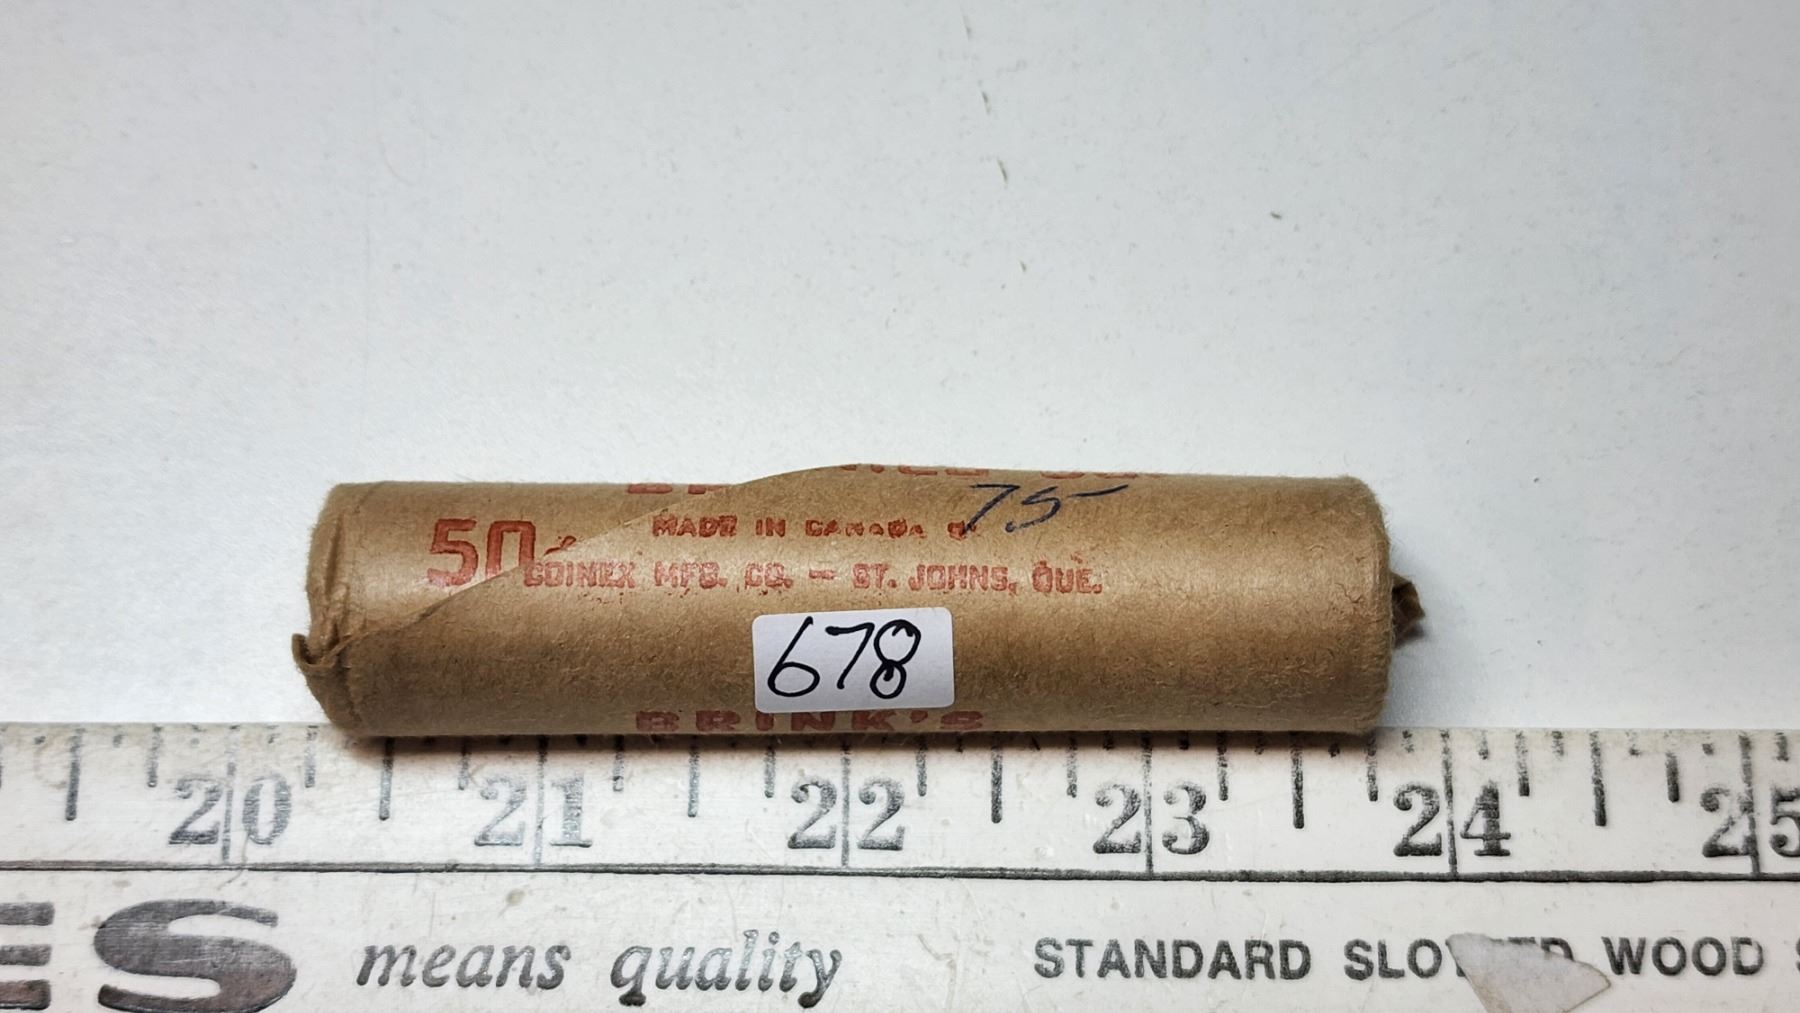 75-
50¢
MADE IN CANADA BY
COINEX MFG. CO. — ST. JOHNS, QUE.
678
BRINK'S
20 21 22 23 24 25
means quality
STANDARD WOOD